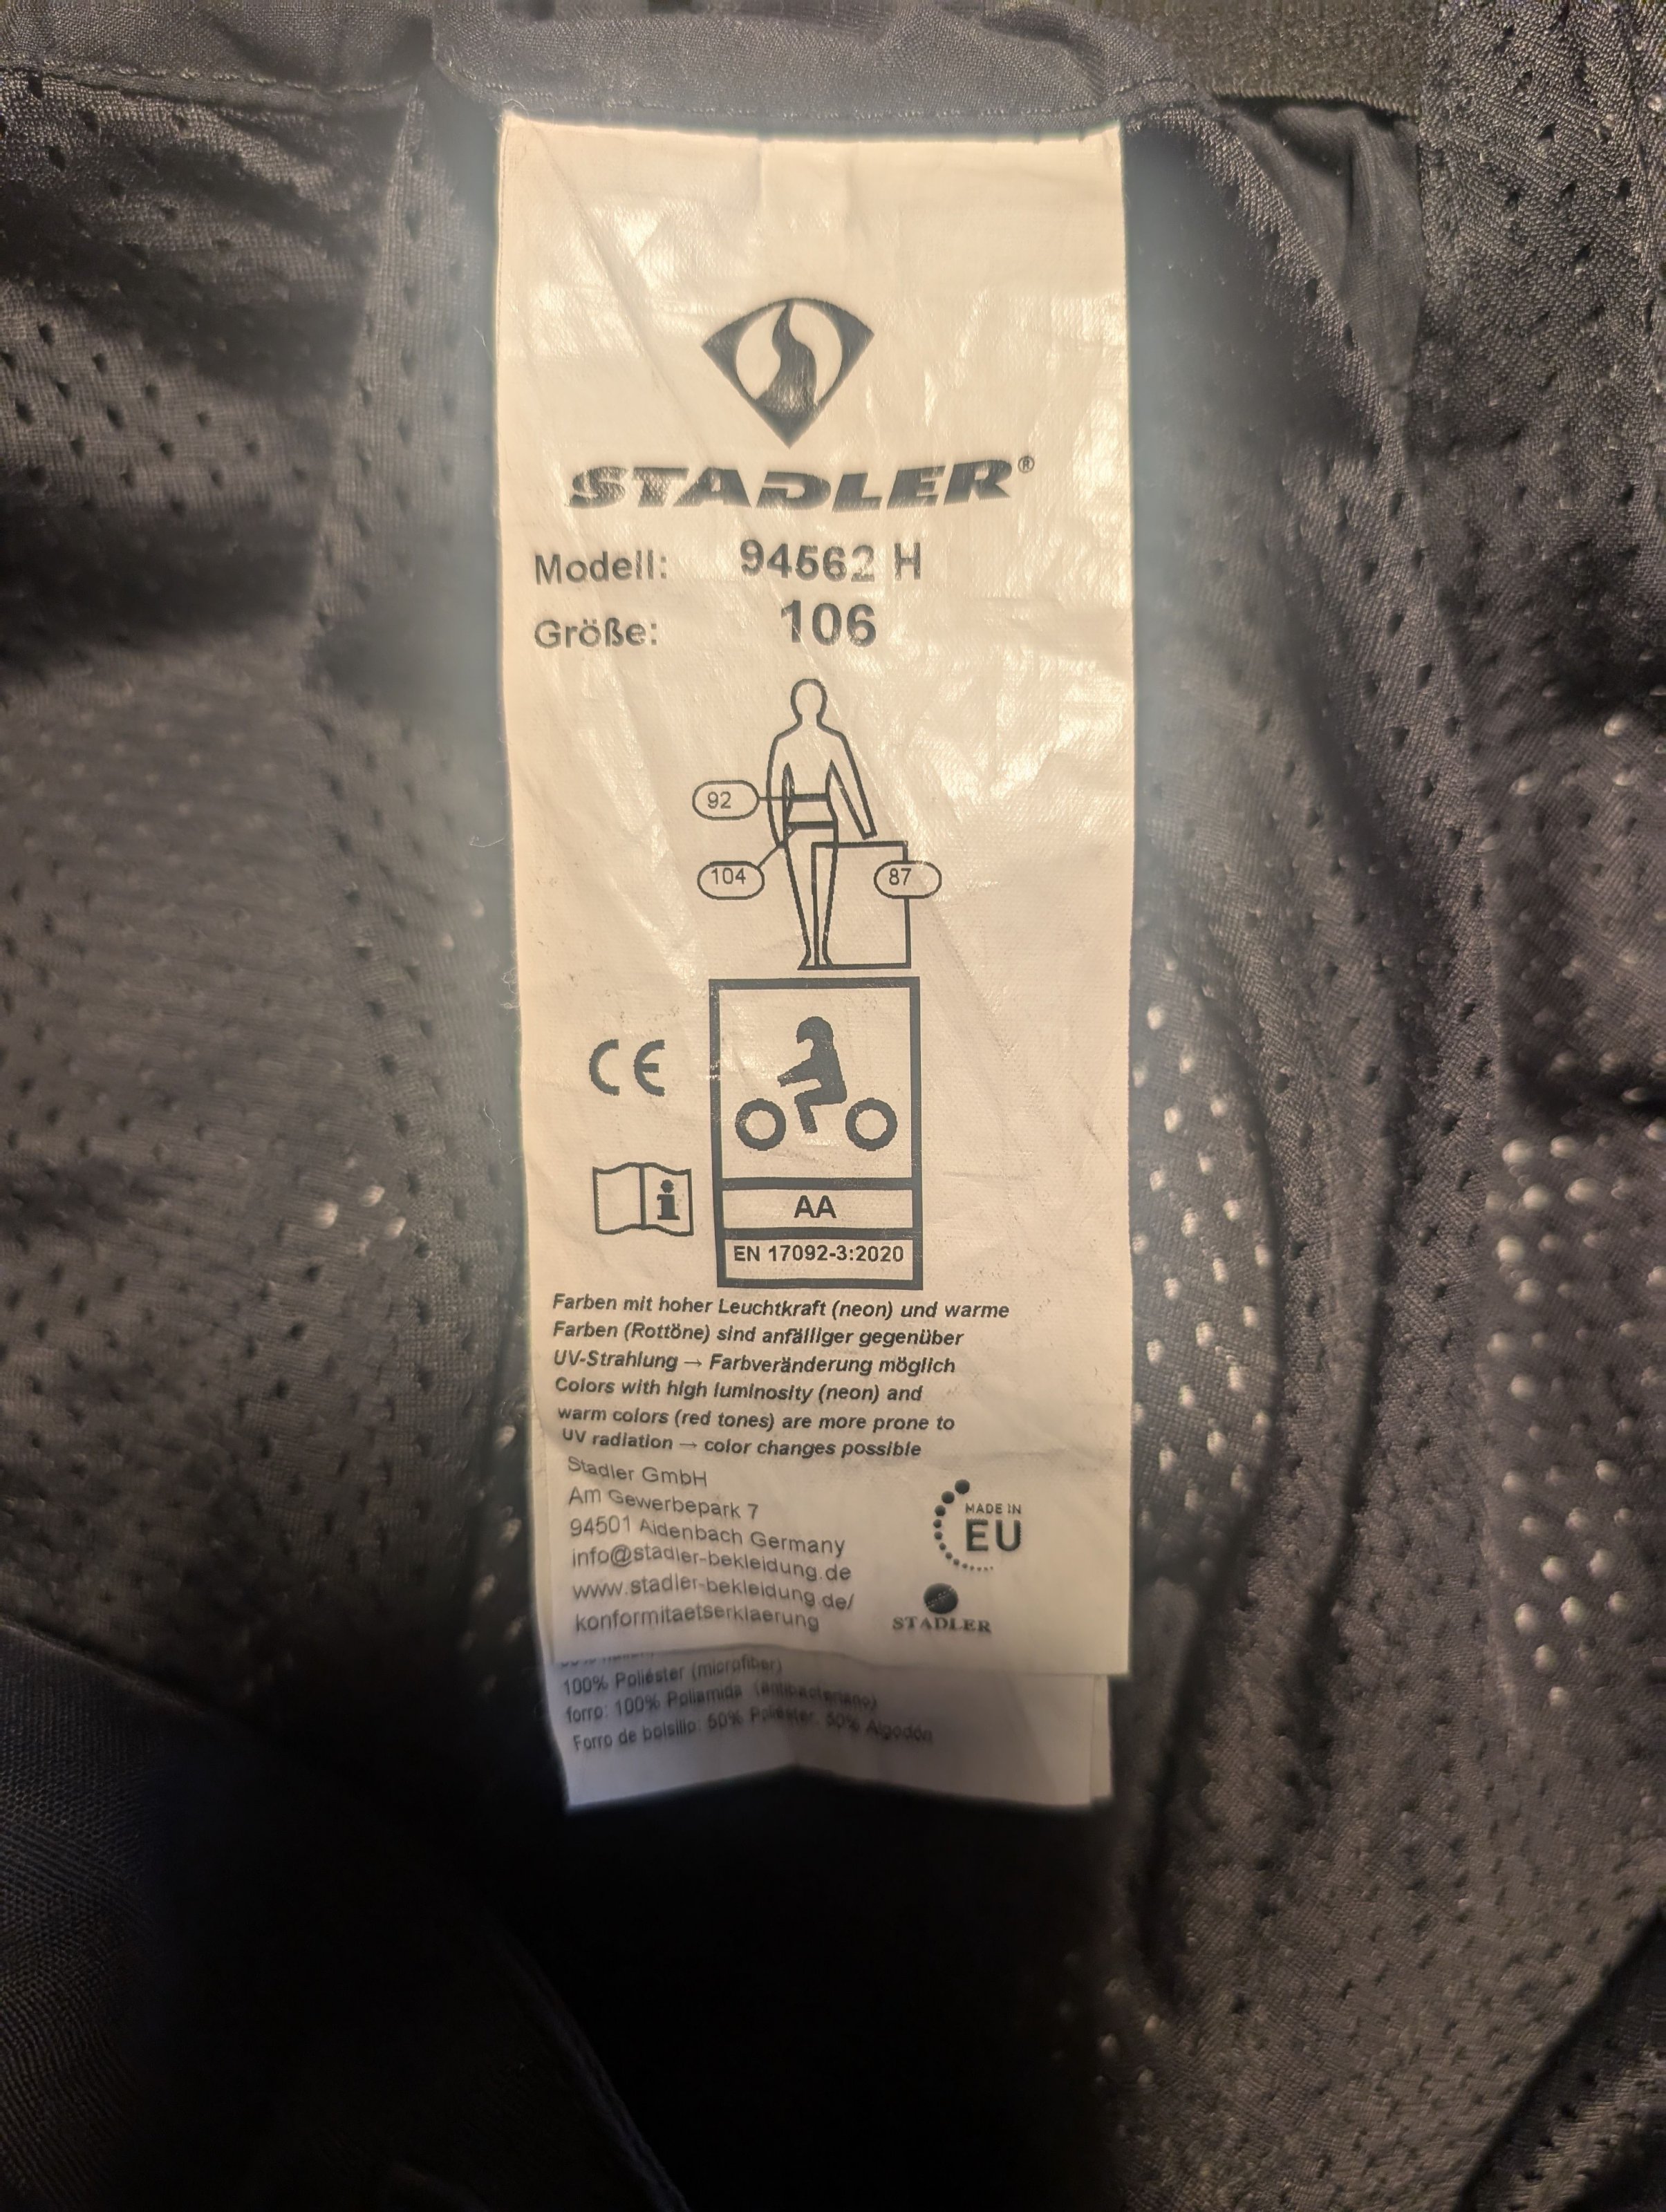 STADLER®
Modell: 94562 H
Größe: 106
92
104
87
CE
i
AA
EN 17092-3:2020
Farben mit hoher Leuchtkraft (neon) und warme
Farben (Rottöne) sind anfälliger gegenüber
UV-Strahlung → Farbveränderung möglich
Colors with high luminosity (neon) and
warm colors (red tones) are more prone to
UV radiation → color changes possible
Stadler GmbH
Am Gewerbepark 7
94501 Aidenbach Germany
info@stadler-bekleidung.de
www.stadler-bekleidung.de/
konformitaetserklaerung
MADE IN
EU
STADLER
100% Poliéster (microfiber)
forro: 100% Poliamida (antibacteriano)
Forro de bolsillo: 50% Poliéster, 50% Algodón